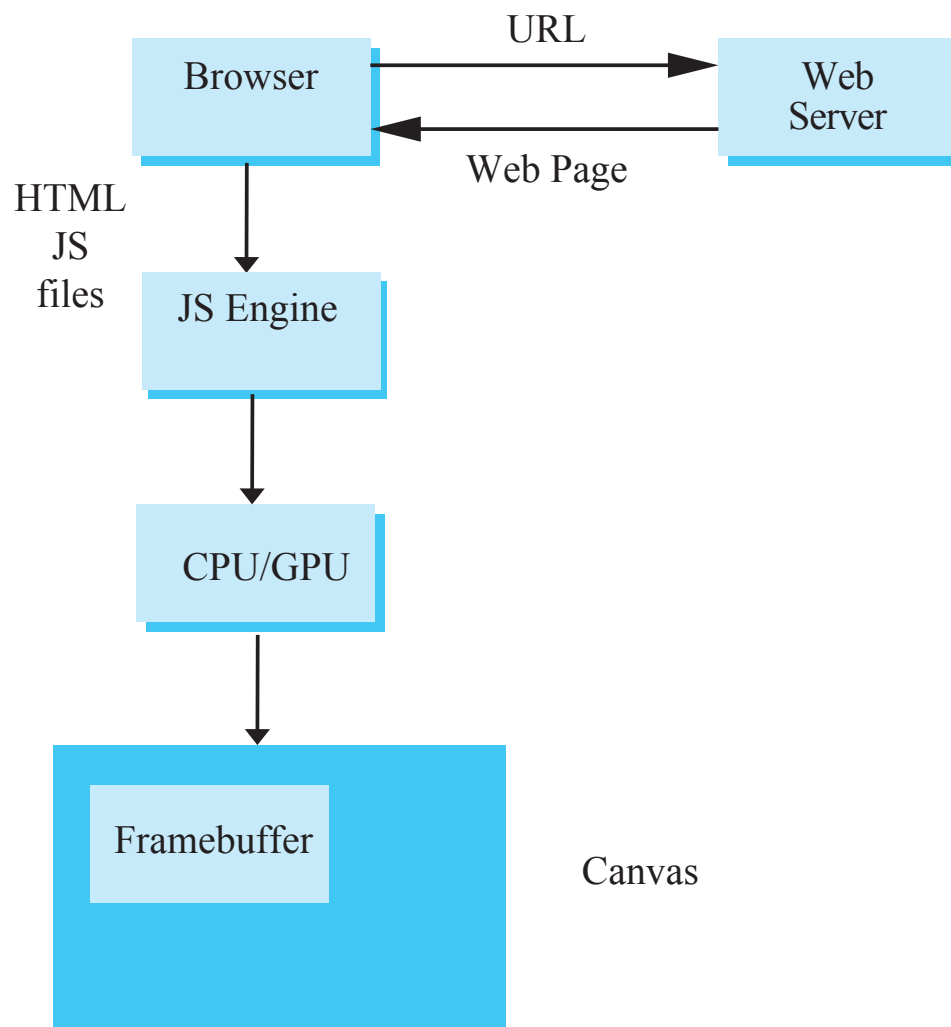 URL
Browser
Web
Server
Web Page
HTML
JS
files
JS Engine
CPU/GPU
Framebuffer
Canvas